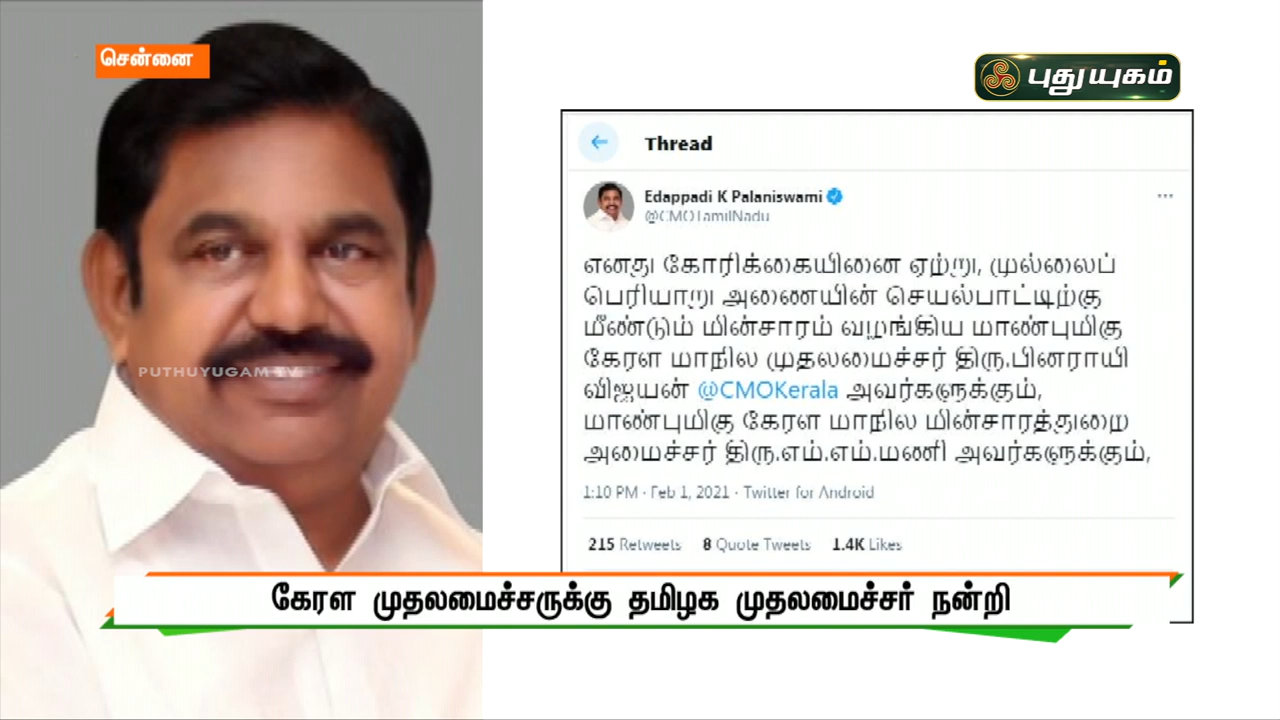 சென்னை
புதுயுகம்
Thread
Edappadi K Palaniswami
@CMOTamilNadu
எனது கோரிக்கையினை ஏற்று, முல்லைப்
பெரியாறு அணையின் செயல்பாட்டிற்கு
மீண்டும் மின்சாரம் வழங்கிய மாண்புமிகு
கேரள மாநில முதலமைச்சர் திரு.பினராயி
விஜயன் @CMOKerala அவர்களுக்கும்,
மாண்புமிகு கேரள மாநில மின்சாரத்துறை
அமைச்சர் திரு.எம்.எம்.மணி அவர்களுக்கும்,
1:10 PM · Feb 1, 2021 · Twitter for Android
215 Retweets 8 Quote Tweets 1.4K Likes
PUTHUYUGAM TV
கேரள முதலமைச்சருக்கு தமிழக முதலமைச்சர் நன்றி